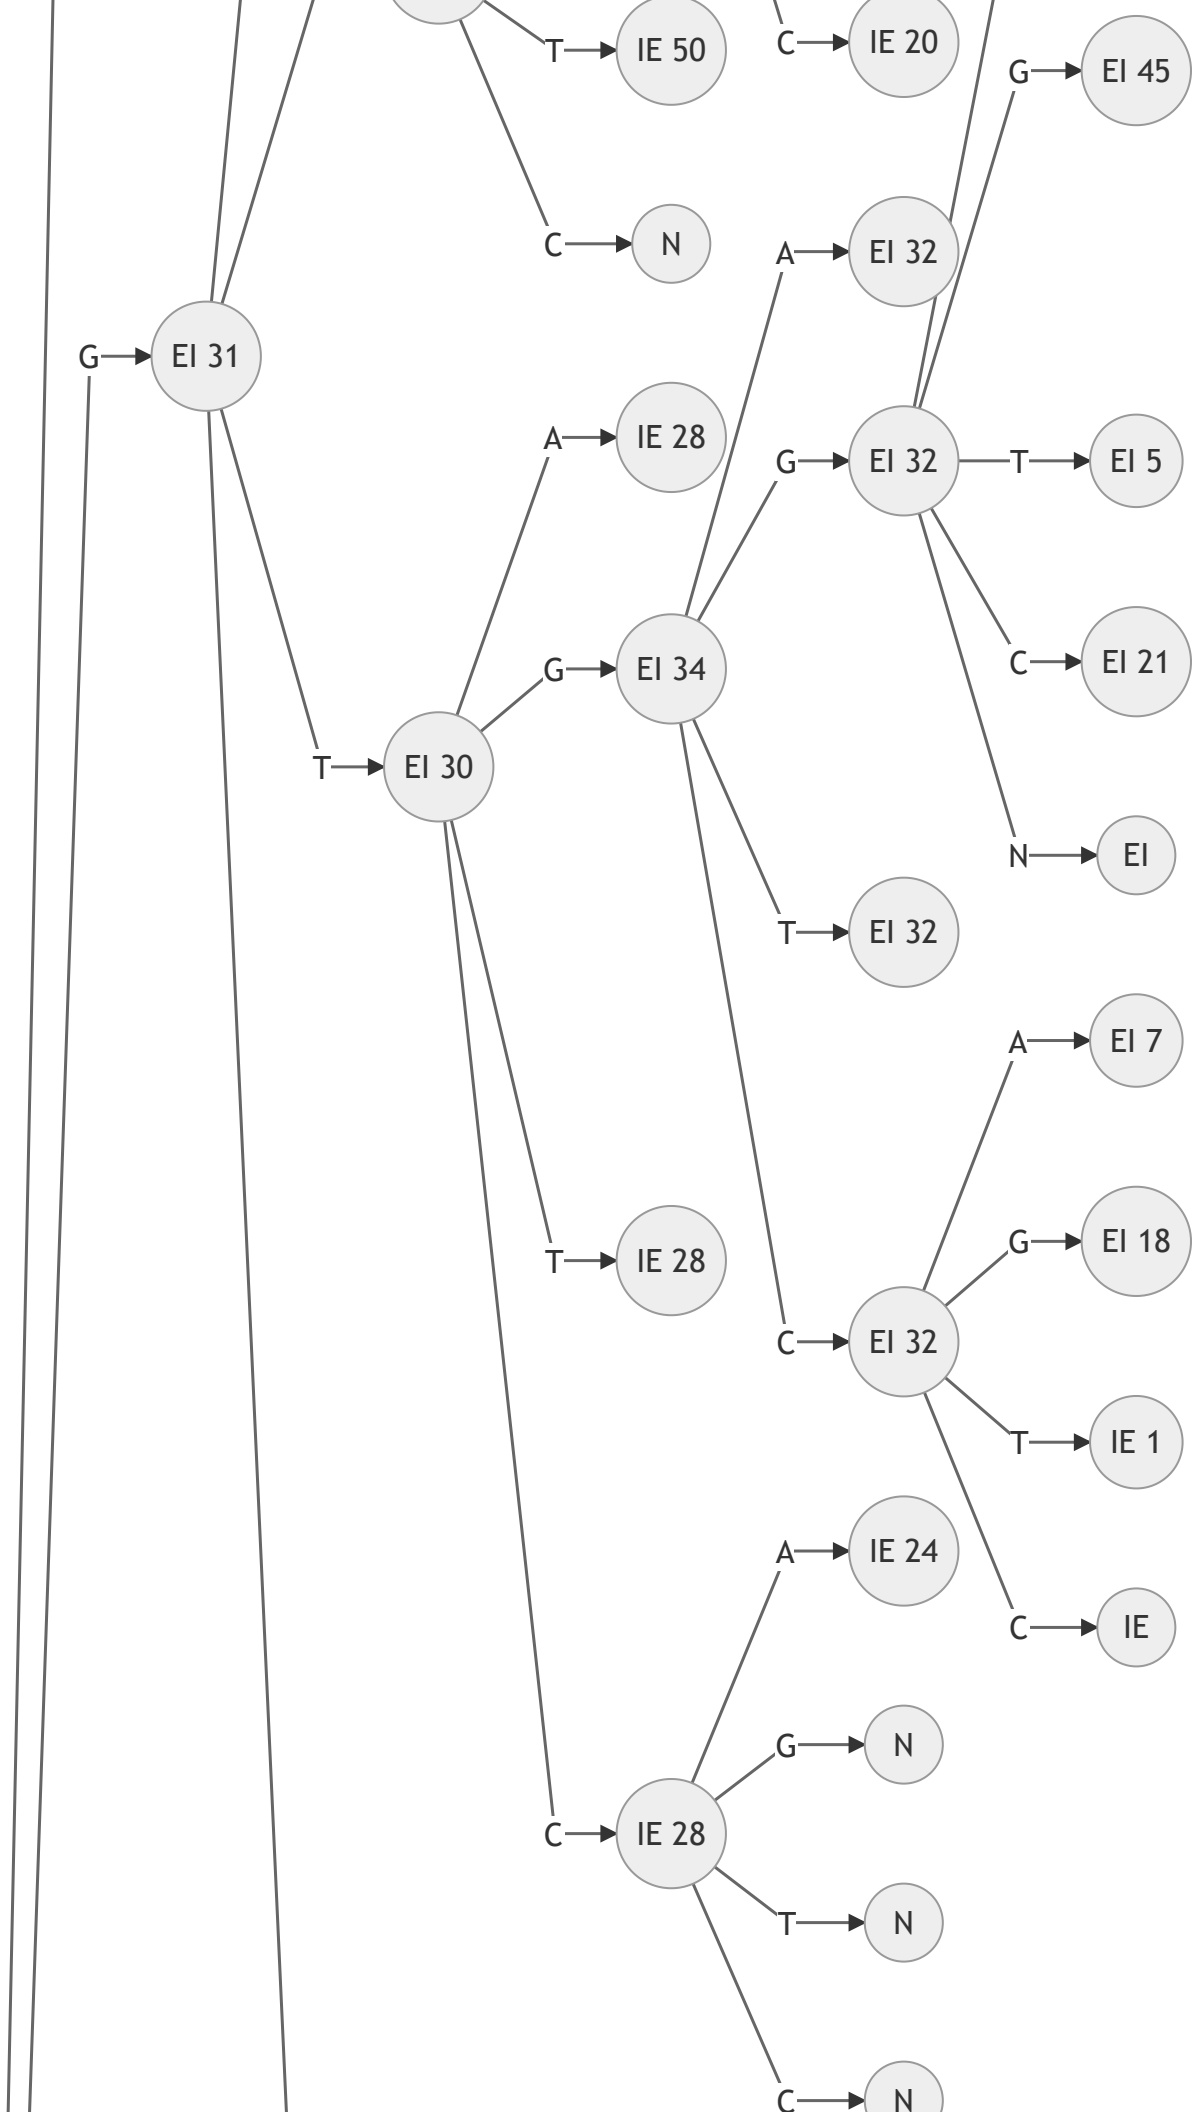 T IE 50
C IE 20
G EI 45
C N
A EI 32
G EI 31
A IE 28
G EI 32
T EI 5
G EI 34
C EI 21
T EI 30
N EI
T EI 32
A EI 7
G EI 18
T IE 28
C EI 32
T IE 1
A IE 24
C IE
G N
C IE 28
T N
C N